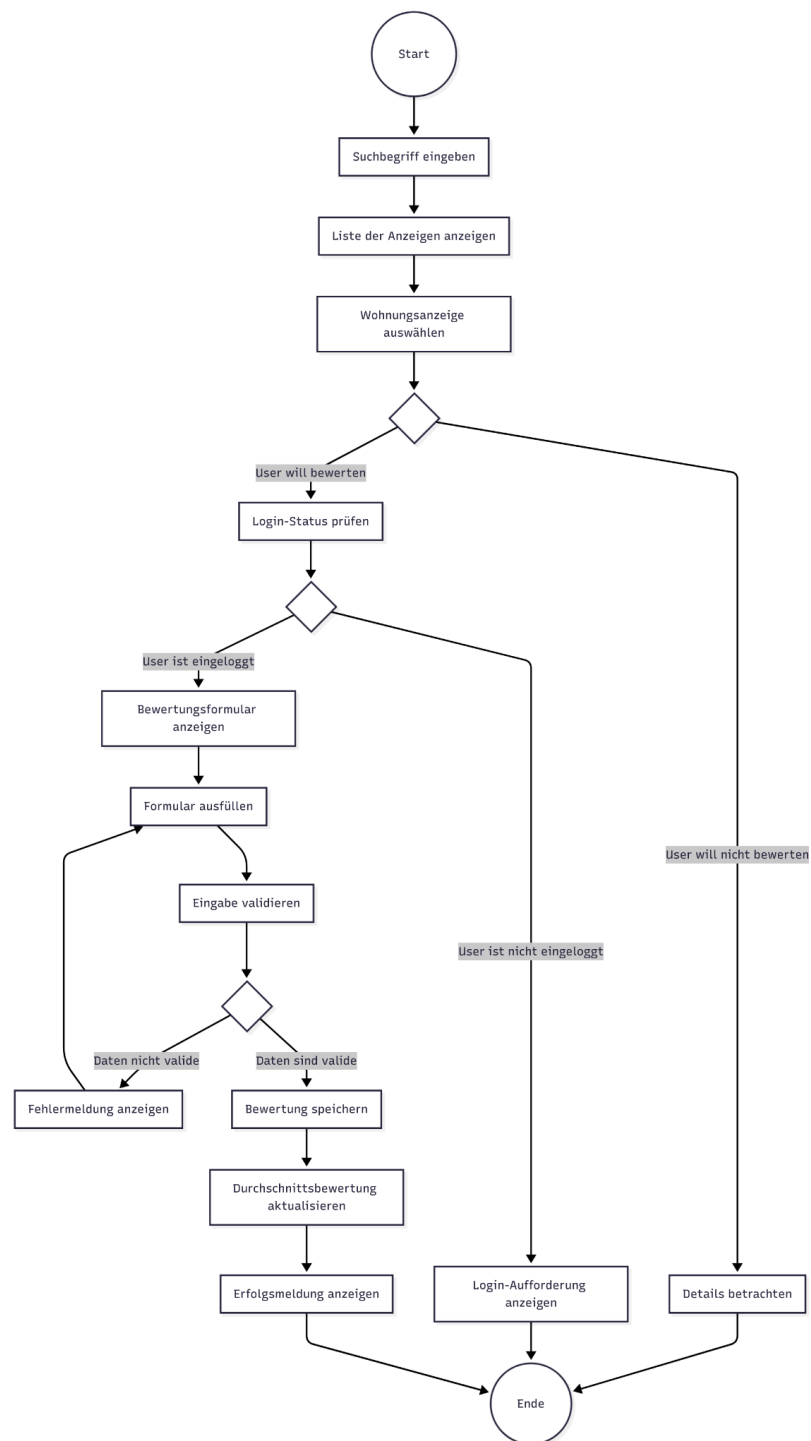 Start
Suchbegriff eingeben
Liste der Anzeigen anzeigen
Wohnungsanzeige
auswählen
User will bewerten
Login-Status prüfen
User ist eingeloggt
Bewertungsformular
anzeigen
Formular ausfüllen
User will nicht bewerten
Eingabe validieren
User ist nicht eingeloggt
Daten nicht valide
Daten sind valide
Fehlermeldung anzeigen
Bewertung speichern
Durchschnittsbewertung
aktualisieren
Erfolgsmeldung anzeigen
Login-Aufforderung
anzeigen
Details betrachten
Ende